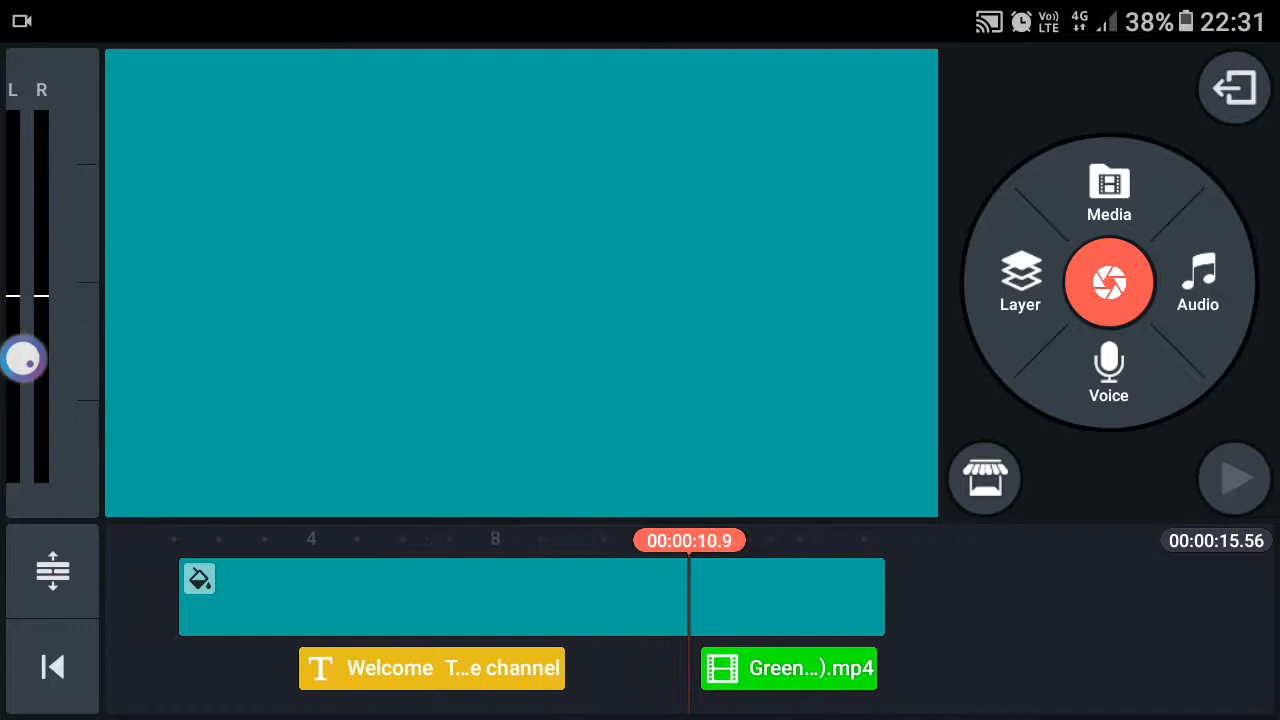 Vo)) LTE 4G 38% 22:31
L R
Media
Layer
Audio
Voice
4 8 00:00:10.9 00:00:15.56
Welcome T...e channel
Green...).mp4